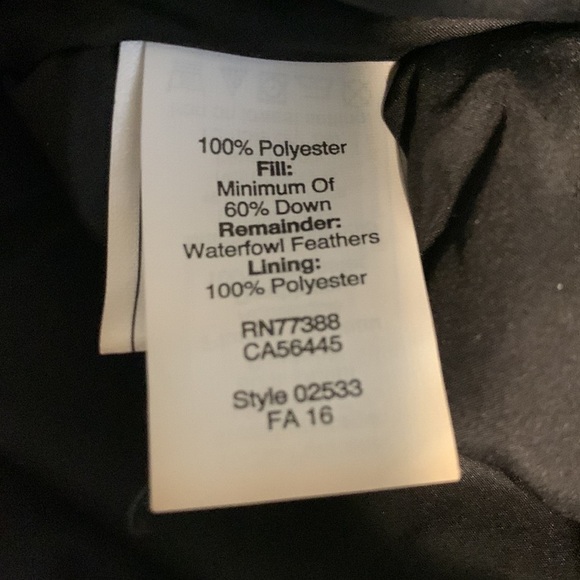 100% Polyester
Fill:
Minimum Of
60% Down
Remainder:
Waterfowl Feathers
Lining:
100% Polyester
RN77388
CA56445
Style 02533
FA 16